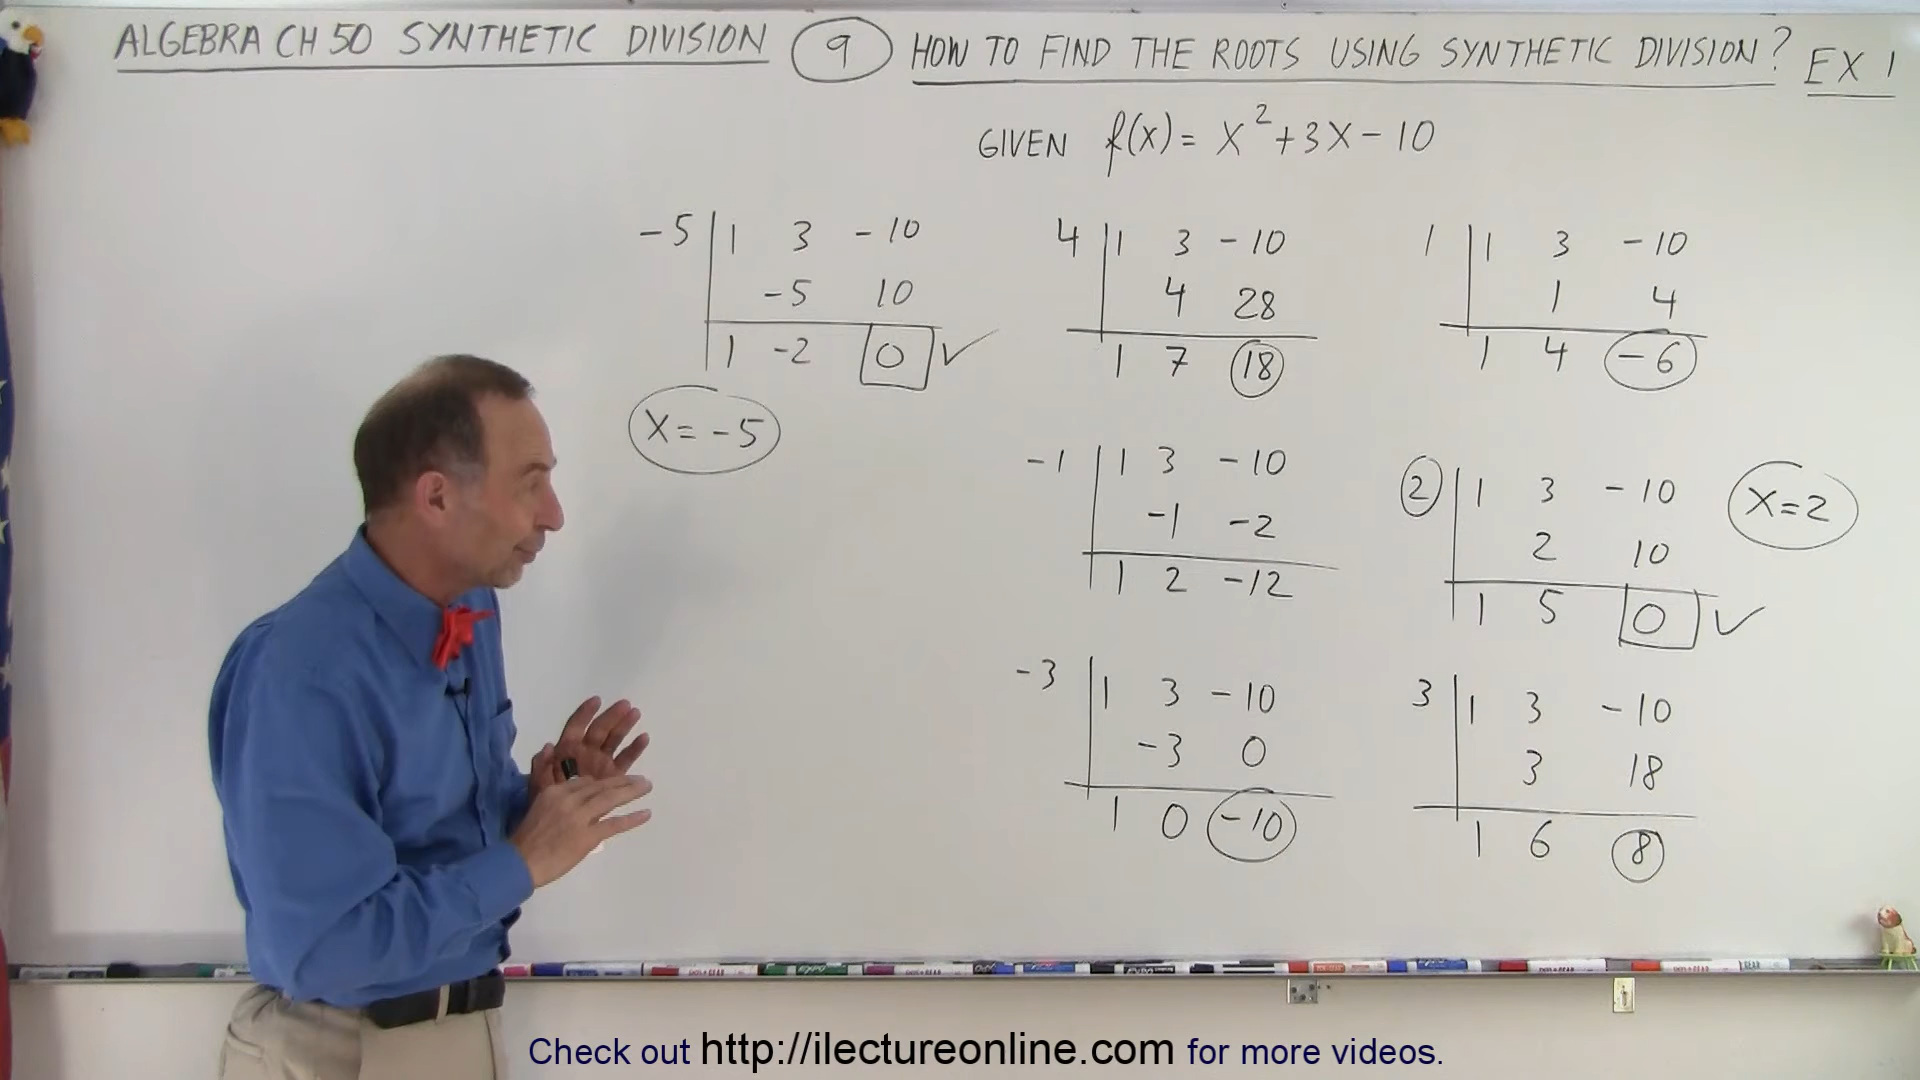 ALGEBRA CH 50 SYNTHETIC DIVISION 9 HOW TO FIND THE ROOTS USING SYNTHETIC DIVISION? EX 1
GIVEN f(x) = X² + 3X - 10
-5 | 1 3 -10
-5 10
1 -2 0 ✓
X = -5
4 | 1 3 -10
4 28
1 7 18
1 | 1 3 -10
1 4
1 4 -6
-1 | 1 3 -10
-1 -2
1 2 -12
2 | 1 3 -10
2 10
1 5 0 ✓
X = 2
-3 | 1 3 -10
-3 0
1 0 -10
3 | 1 3 -10
3 18
1 6 8
Check out http://ilectureonline.com for more videos.